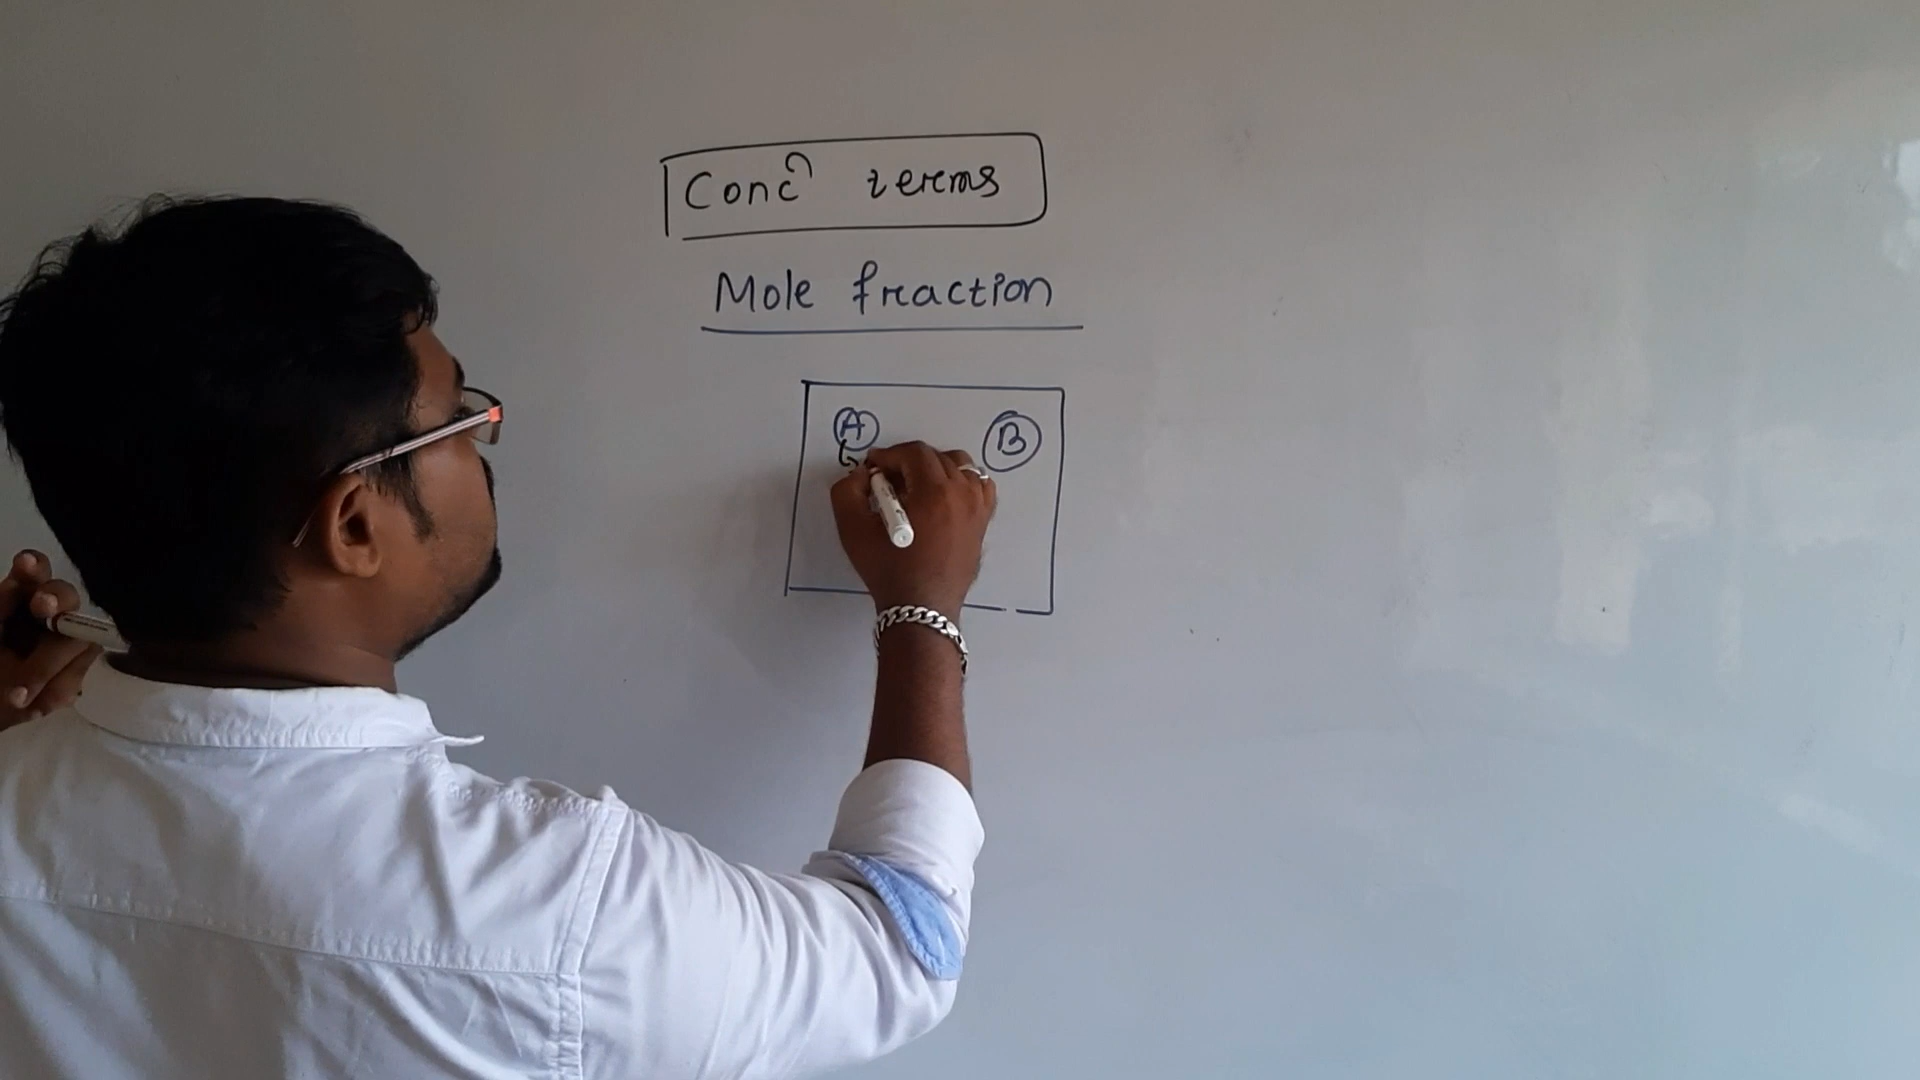 Concⁿ terms
Mole fraction
A B